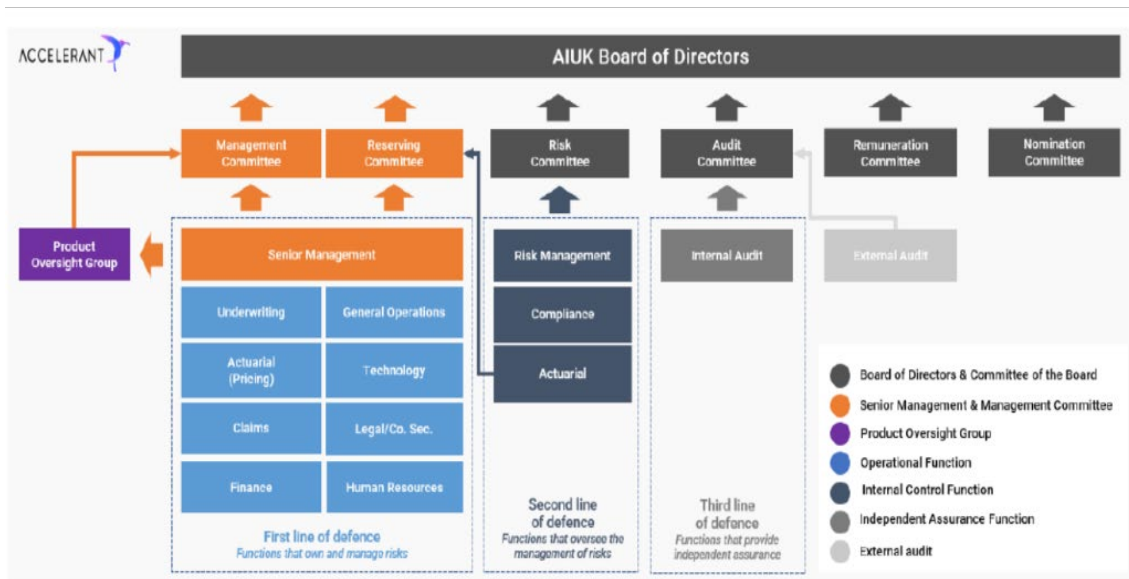 ACCELERANT
AIUK Board of Directors
Management
Committee
Reserving
Committee
Risk
Committee
Audit
Committee
Remuneration
Committee
Nomination
Committee
Product
Oversight Group
Senior Management
Risk Management
Internal Audit
External Audit
Underwriting
General Operations
Compliance
Actuarial
(Pricing)
Technology
Actuarial
Claims
Legal/Co. Sec.
Finance
Human Resources
First line of defence
Functions that own and manage risks
Second line
of defence
Functions that oversee the
management of risks
Third line
of defence
Functions that provide
independent assurance
Board of Directors & Committee of the Board
Senior Management & Management Committee
Product Oversight Group
Operational Function
Internal Control Function
Independent Assurance Function
External audit